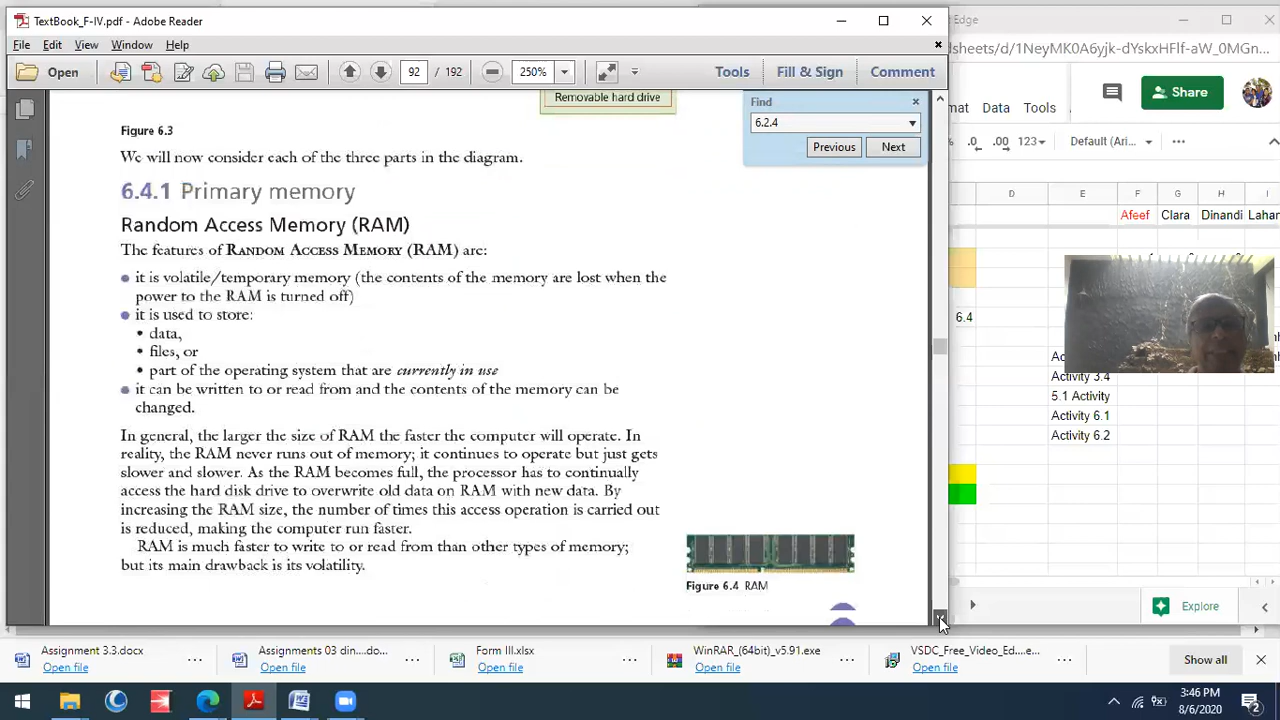 TextBook_F-IV.pdf - Adobe Reader
Edge
File Edit View Window Help
dsheets/d/1NeyMK0A6yjk-dYskxHFIf-aW_0MGn
Open
92 / 192
250%
Tools
Fill & Sign
Comment
Share
mat Data Tools
.0 .00 123
Default (Ari...
Removable hard drive
Find
6.2.4
Previous
Next
Figure 6.3
We will now consider each of the three parts in the diagram.
D E F G H I
6.4.1 Primary memory
Afeef Clara Dinandi Lahar
Random Access Memory (RAM)
The features of RANDOM ACCESS MEMORY (RAM) are:
it is volatile/temporary memory (the contents of the memory are lost when the
power to the RAM is turned off)
it is used to store:
• data,
• files, or
• part of the operating system that are currently in use
it can be written to or read from and the contents of the memory can be
changed.
6.4
Activity 3.4
5.1 Activity
Activity 6.1
Activity 6.2
In general, the larger the size of RAM the faster the computer will operate. In
reality, the RAM never runs out of memory; it continues to operate but just gets
slower and slower. As the RAM becomes full, the processor has to continually
access the hard disk drive to overwrite old data on RAM with new data. By
increasing the RAM size, the number of times this access operation is carried out
is reduced, making the computer run faster.
RAM is much faster to write to or read from than other types of memory;
but its main drawback is its volatility.
Figure 6.4 RAM
Explore
Assignment 3.3.docx
Open file
Assignments 03 din....do...
Open file
Form III.xlsx
Open file
WinRAR_(64bit)_v5.91.exe
Open file
VSDC_Free_Video_Ed....e...
Open file
Show all
3:46 PM
8/6/2020
2